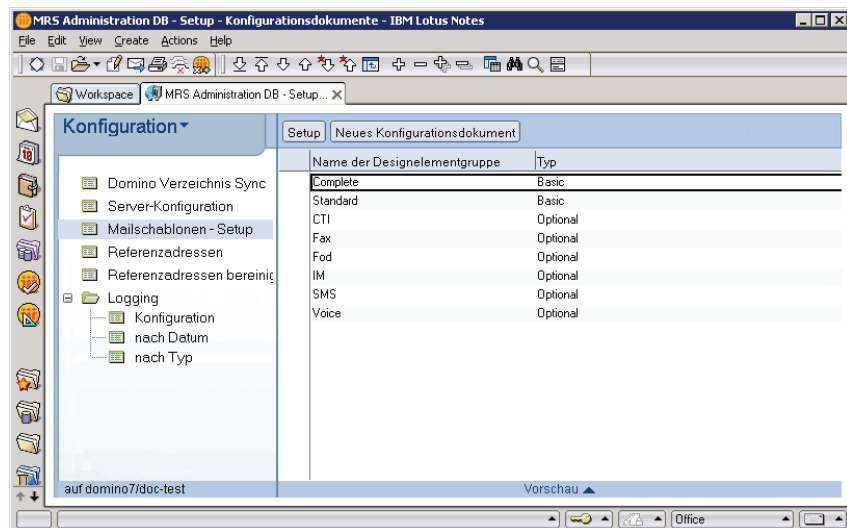 MRS Administration DB - Setup - Konfigurationsdokumente - IBM Lotus Notes
File Edit View Create Actions Help
Workspace MRS Administration DB - Setup...
Konfiguration
Setup Neues Konfigurationsdokument
Name der Designelementgruppe Typ
Domino Verzeichnis Sync
Server-Konfiguration
Mailschablonen - Setup
Referenzadressen
Referenzadressen bereinig
Logging
Konfiguration
nach Datum
nach Typ
Complete Basic
Standard Basic
CTI Optional
Fax Optional
Fod Optional
IM Optional
SMS Optional
Voice Optional
auf domino7/doc-test
Vorschau
Office